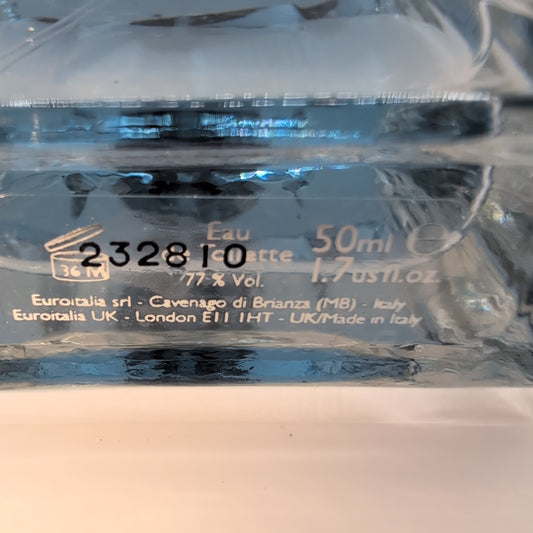 Eau
de Toilette
77 % Vol.
50ml ℮
1.7 us fl.oz.
36 M
232810
Euroitalia srl - Cavenago di Brianza (MB) - Italy
Euroitalia UK - London E11 1HT - UK/Made in Italy